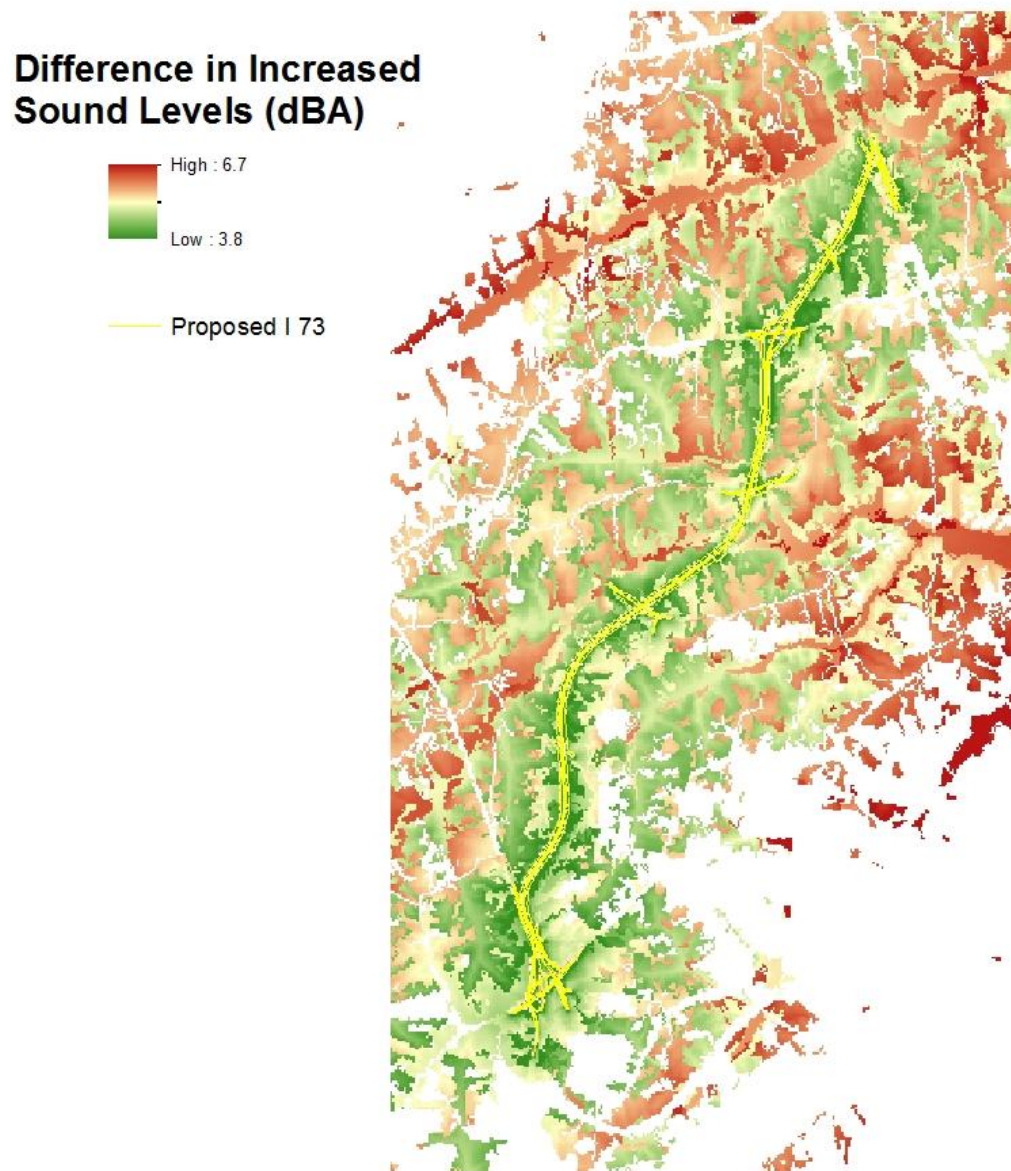 Difference in Increased
Sound Levels (dBA)
High : 6.7
Low : 3.8
Proposed I 73